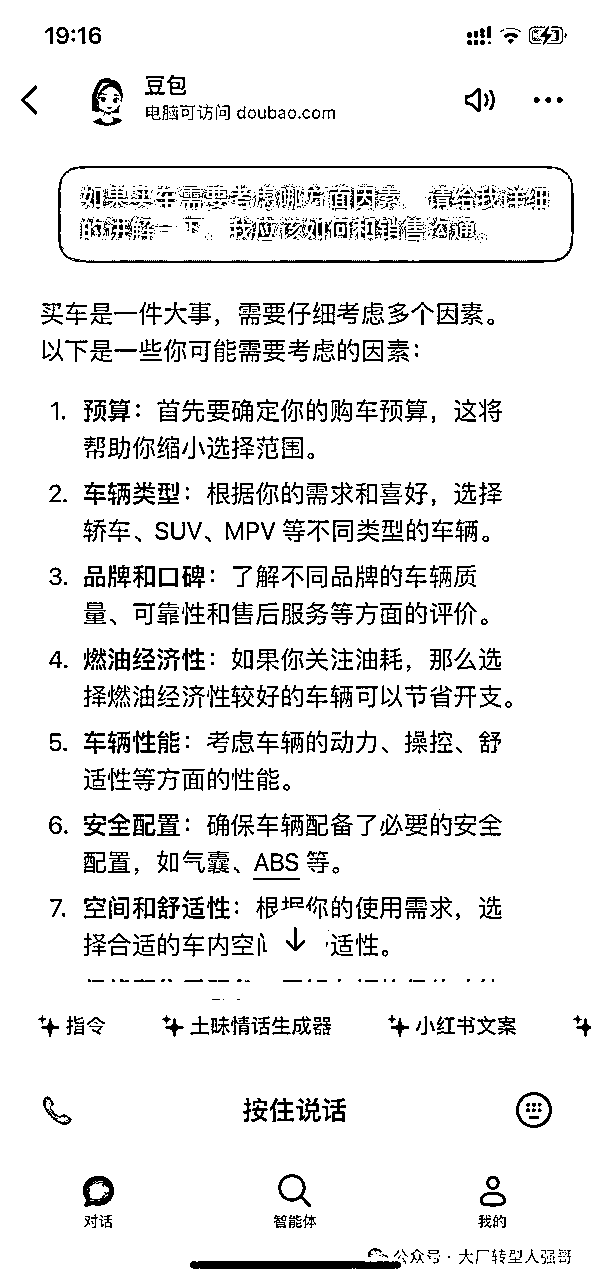 19:16
豆包
电脑可访问 doubao.com
如果买车需要考虑哪方面因素，请给我详细
的讲解一下。我应该如何和销售沟通。
买车是一件大事，需要仔细考虑多个因素。
以下是一些你可能需要考虑的因素：
1. 预算：首先要确定你的购车预算，这将
帮助你缩小选择范围。
2. 车辆类型：根据你的需求和喜好，选择
轿车、SUV、MPV 等不同类型的车辆。
3. 品牌和口碑：了解不同品牌的车辆质
量、可靠性和售后服务等方面的评价。
4. 燃油经济性：如果你关注油耗，那么选
择燃油经济性较好的车辆可以节省开支。
5. 车辆性能：考虑车辆的动力、操控、舒
适性等方面的性能。
6. 安全配置：确保车辆配备了必要的安全
配置，如气囊、ABS 等。
7. 空间和舒适性：根据你的使用需求，选
择合适的车内空间 适性。
指令 土味情话生成器 小红书文案
按住说话
对话 智能体 我的
公众号·大厂转型人强哥